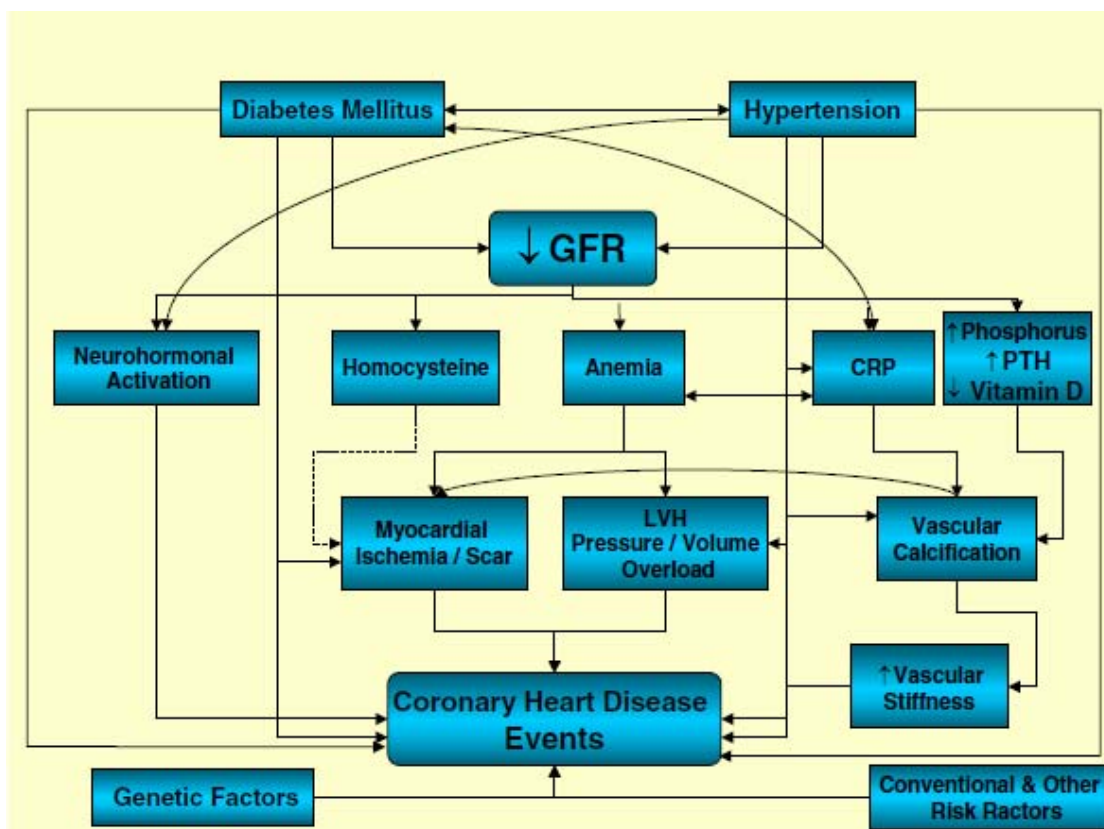 Diabetes Mellitus
Hypertension
↓ GFR
Neurohormonal
Activation
Homocysteine
Anemia
CRP
↑Phosphorus
↑PTH
↓ Vitamin D
Myocardial
Ischemia / Scar
LVH
Pressure / Volume
Overload
Vascular
Calcification
↑Vascular
Stiffness
Coronary Heart Disease
Events
Genetic Factors
Conventional & Other
Risk Ractors